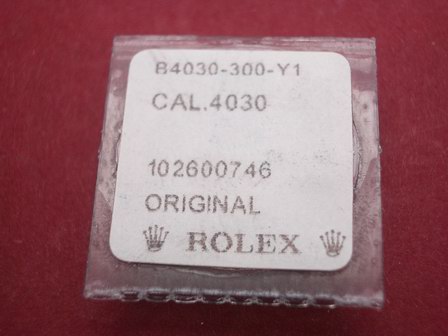 B4030-300-Y1
CAL.4030
102600746
ORIGINAL
ROLEX